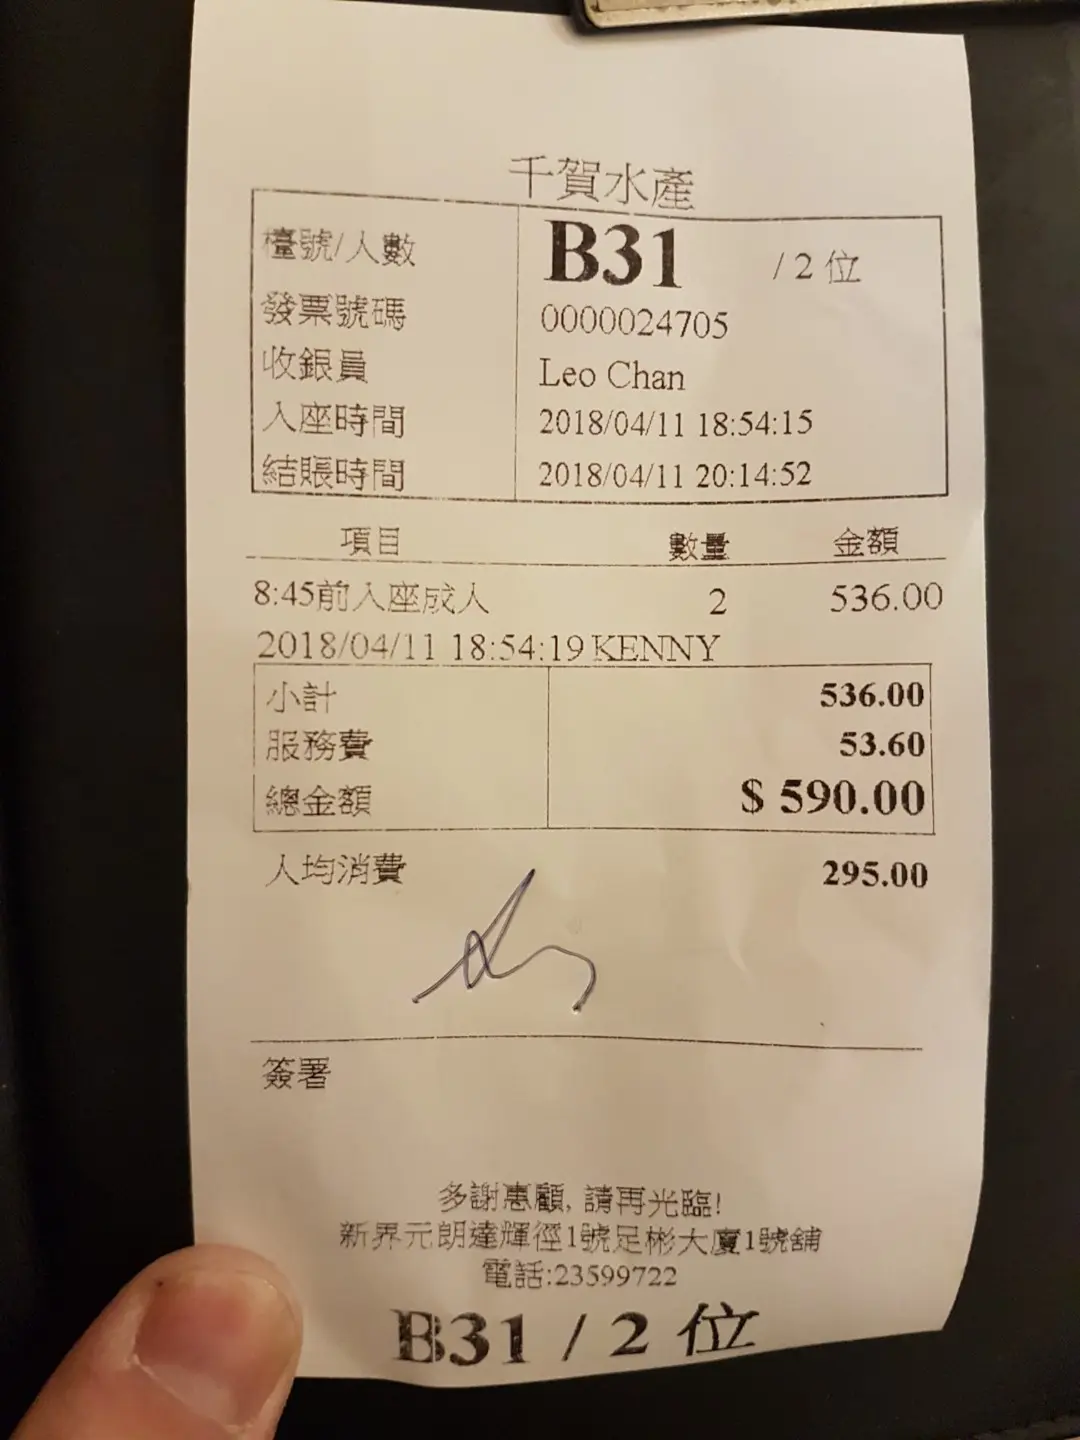 千賀水產
檯號/人數 B31 / 2 位
發票號碼 0000024705
收銀員 Leo Chan
入座時間 2018/04/11 18:54:15
結賬時間 2018/04/11 20:14:52
項目 數量 金額
8:45前入座成人 2 536.00
2018/04/11 18:54:19 KENNY
小計 536.00
服務費 53.60
總金額 $ 590.00
人均消費 295.00
簽署
多謝惠顧, 請再光臨!
新界元朗達輝徑1號足彬大廈1號舖
電話:23599722
B31 / 2 位